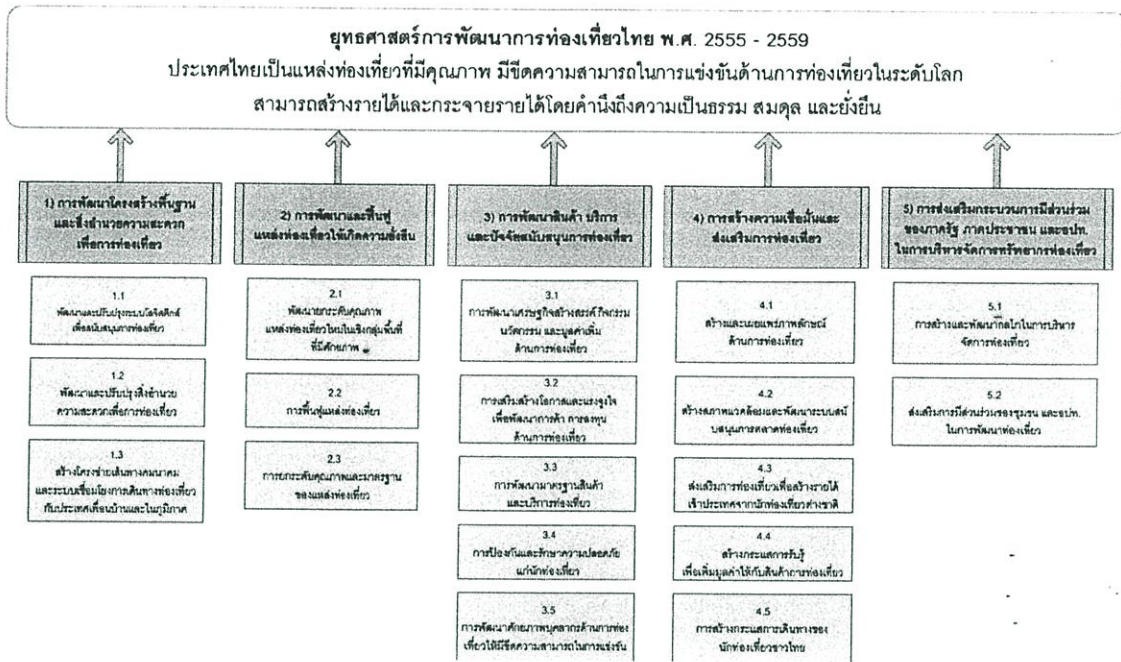 ยุทธศาสตร์การพัฒนาการท่องเที่ยวไทย พ.ศ. 2555 - 2559
ประเทศไทยเป็นแหล่งท่องเที่ยวที่มีคุณภาพ มีขีดความสามารถในการแข่งขันด้านการท่องเที่ยวในระดับโลก
สามารถสร้างรายได้และกระจายรายได้โดยคำนึงถึงความเป็นธรรม สมดุล และยั่งยืน
1) การพัฒนาโครงสร้างพื้นฐาน
และสิ่งอำนวยความสะดวก
เพื่อการท่องเที่ยว
1.1
พัฒนาและปรับปรุงระบบโลจิสติกส์
เพื่อสนับสนุนการท่องเที่ยว
1.2
พัฒนาและปรับปรุงสิ่งอำนวย
ความสะดวกเพื่อการท่องเที่ยว
1.3
สร้างโครงข่ายเส้นทางคมนาคม
และระบบเชื่อมโยงการเดินทางท่องเที่ยว
กับประเทศเพื่อนบ้านและในภูมิภาค
2) การพัฒนาและฟื้นฟู
แหล่งท่องเที่ยวให้เกิดความยั่งยืน
2.1
พัฒนายกระดับคุณภาพ
แหล่งท่องเที่ยวใหม่ในเชิงกลุ่มพื้นที่
ที่มีศักยภาพ
2.2
การฟื้นฟูแหล่งท่องเที่ยว
2.3
การยกระดับคุณภาพและมาตรฐาน
ของแหล่งท่องเที่ยว
3) การพัฒนาสินค้า บริการ
และปัจจัยสนับสนุนการท่องเที่ยว
3.1
การพัฒนาเศรษฐกิจสร้างสรรค์ กิจกรรม
นวัตกรรม และมูลค่าเพิ่ม
ด้านการท่องเที่ยว
3.2
การเสริมสร้างโอกาสและแรงจูงใจ
เพื่อพัฒนาการค้า การลงทุน
ด้านการท่องเที่ยว
3.3
การพัฒนามาตรฐานสินค้า
และบริการท่องเที่ยว
3.4
การป้องกันและรักษาความปลอดภัย
แก่นักท่องเที่ยว
3.5
การพัฒนาศักยภาพบุคลากรด้านการท่อง
เที่ยวให้มีขีดความสามารถในการแข่งขัน
4) การสร้างความเชื่อมั่นและ
ส่งเสริมการท่องเที่ยว
4.1
สร้างและเผยแพร่ภาพลักษณ์
ด้านการท่องเที่ยว
4.2
สร้างสภาพแวดล้อมและพัฒนาระบบสนั
บสนุนการตลาดท่องเที่ยว
4.3
ส่งเสริมการท่องเที่ยวเพื่อสร้างรายได้
เข้าประเทศจากนักท่องเที่ยวต่างชาติ
4.4
สร้างกระแสการรับรู้
เพื่อเพิ่มมูลค่าให้กับสินค้าการท่องเที่ยว
4.5
การสร้างกระแสการเดินทางของ
นักท่องเที่ยวชาวไทย
5) การส่งเสริมกระบวนการมีส่วนร่วม
ของภาครัฐ ภาคประชาชน และอปท.
ในการบริหารจัดการทรัพยากรท่องเที่ยว
5.1
การสร้างและพัฒนากลไกในการบริหาร
จัดการท่องเที่ยว
5.2
ส่งเสริมการมีส่วนร่วมของชุมชน และอปท.
ในการพัฒนาท่องเที่ยว